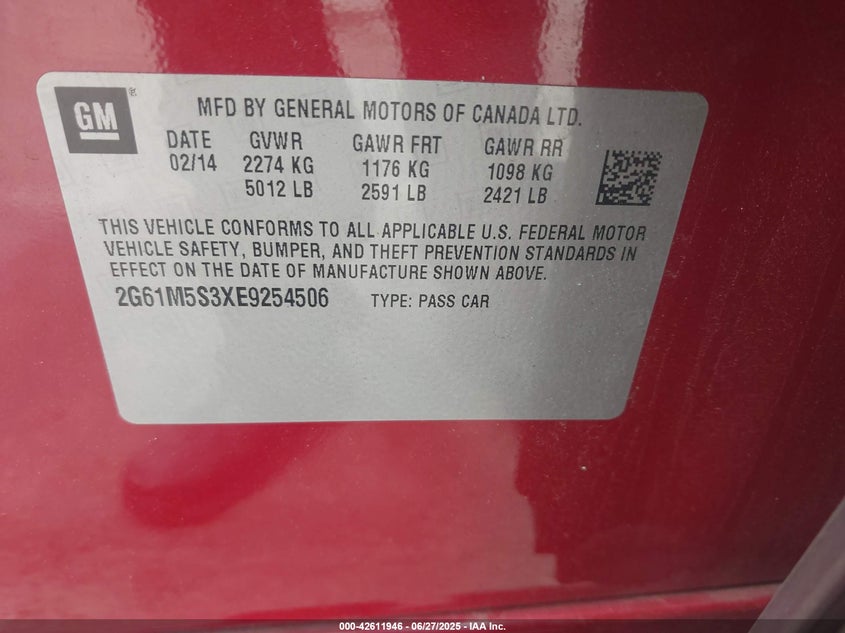 GM
MFD BY GENERAL MOTORS OF CANADA LTD.
DATE GVWR GAWR FRT GAWR RR
02/14 2274 KG 1176 KG 1098 KG
5012 LB 2591 LB 2421 LB
THIS VEHICLE CONFORMS TO ALL APPLICABLE U.S. FEDERAL MOTOR
VEHICLE SAFETY, BUMPER, AND THEFT PREVENTION STANDARDS IN
EFFECT ON THE DATE OF MANUFACTURE SHOWN ABOVE.
2G61M5S3XE9254506 TYPE: PASS CAR
000-42611946 - 06/27/2025 - IAA Inc.